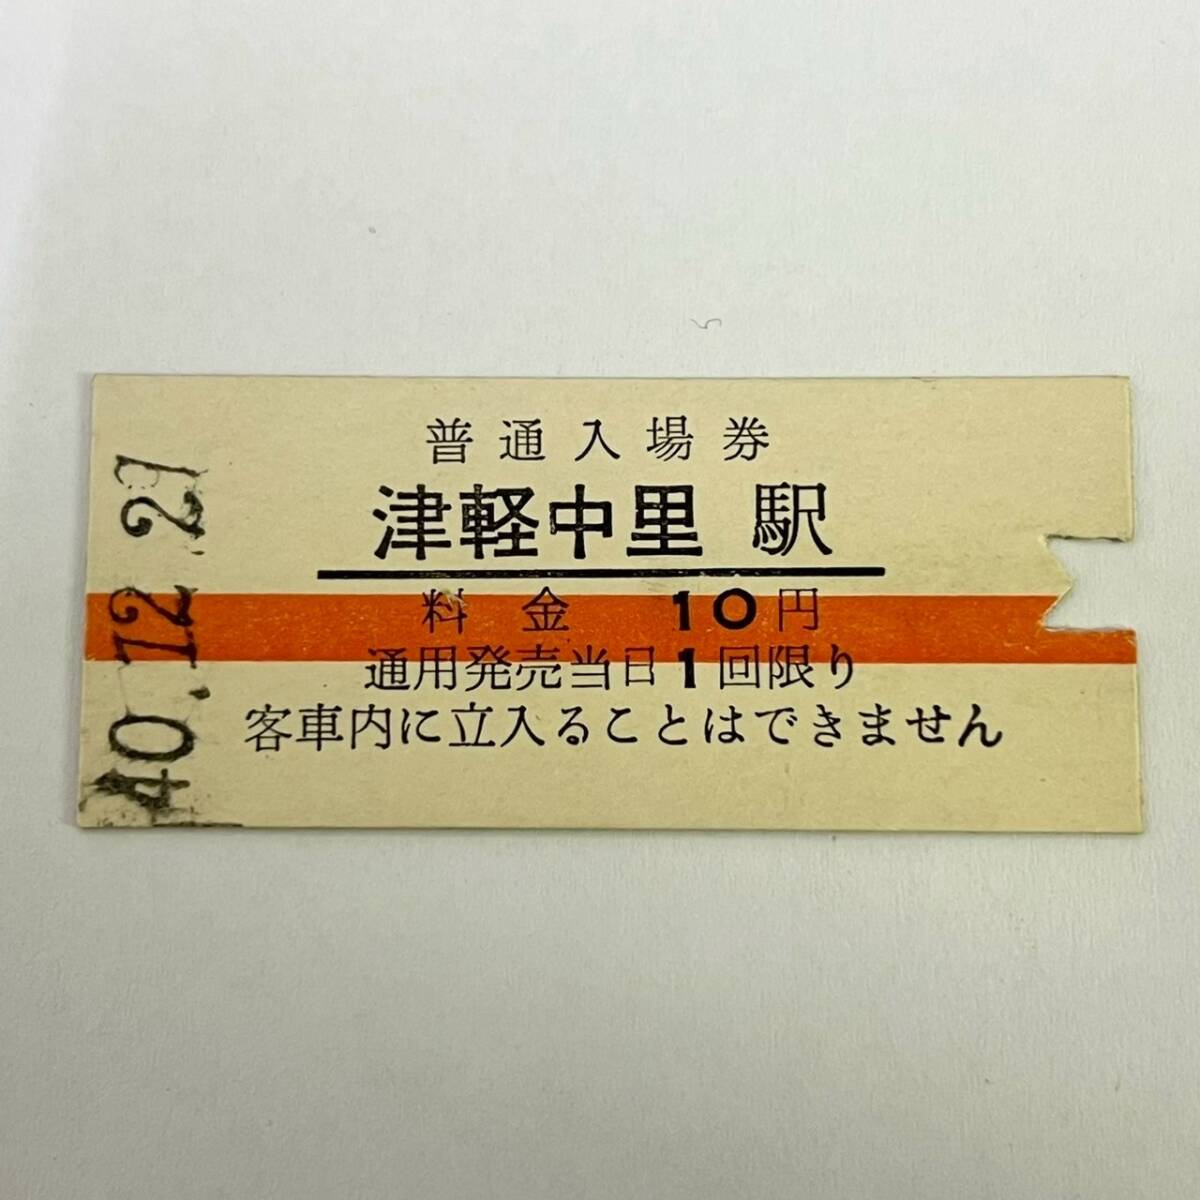 普通入場券
津軽中里駅
料金 10円
通用発売当日1回限り
客車内に立入ることはできません
40.12.21